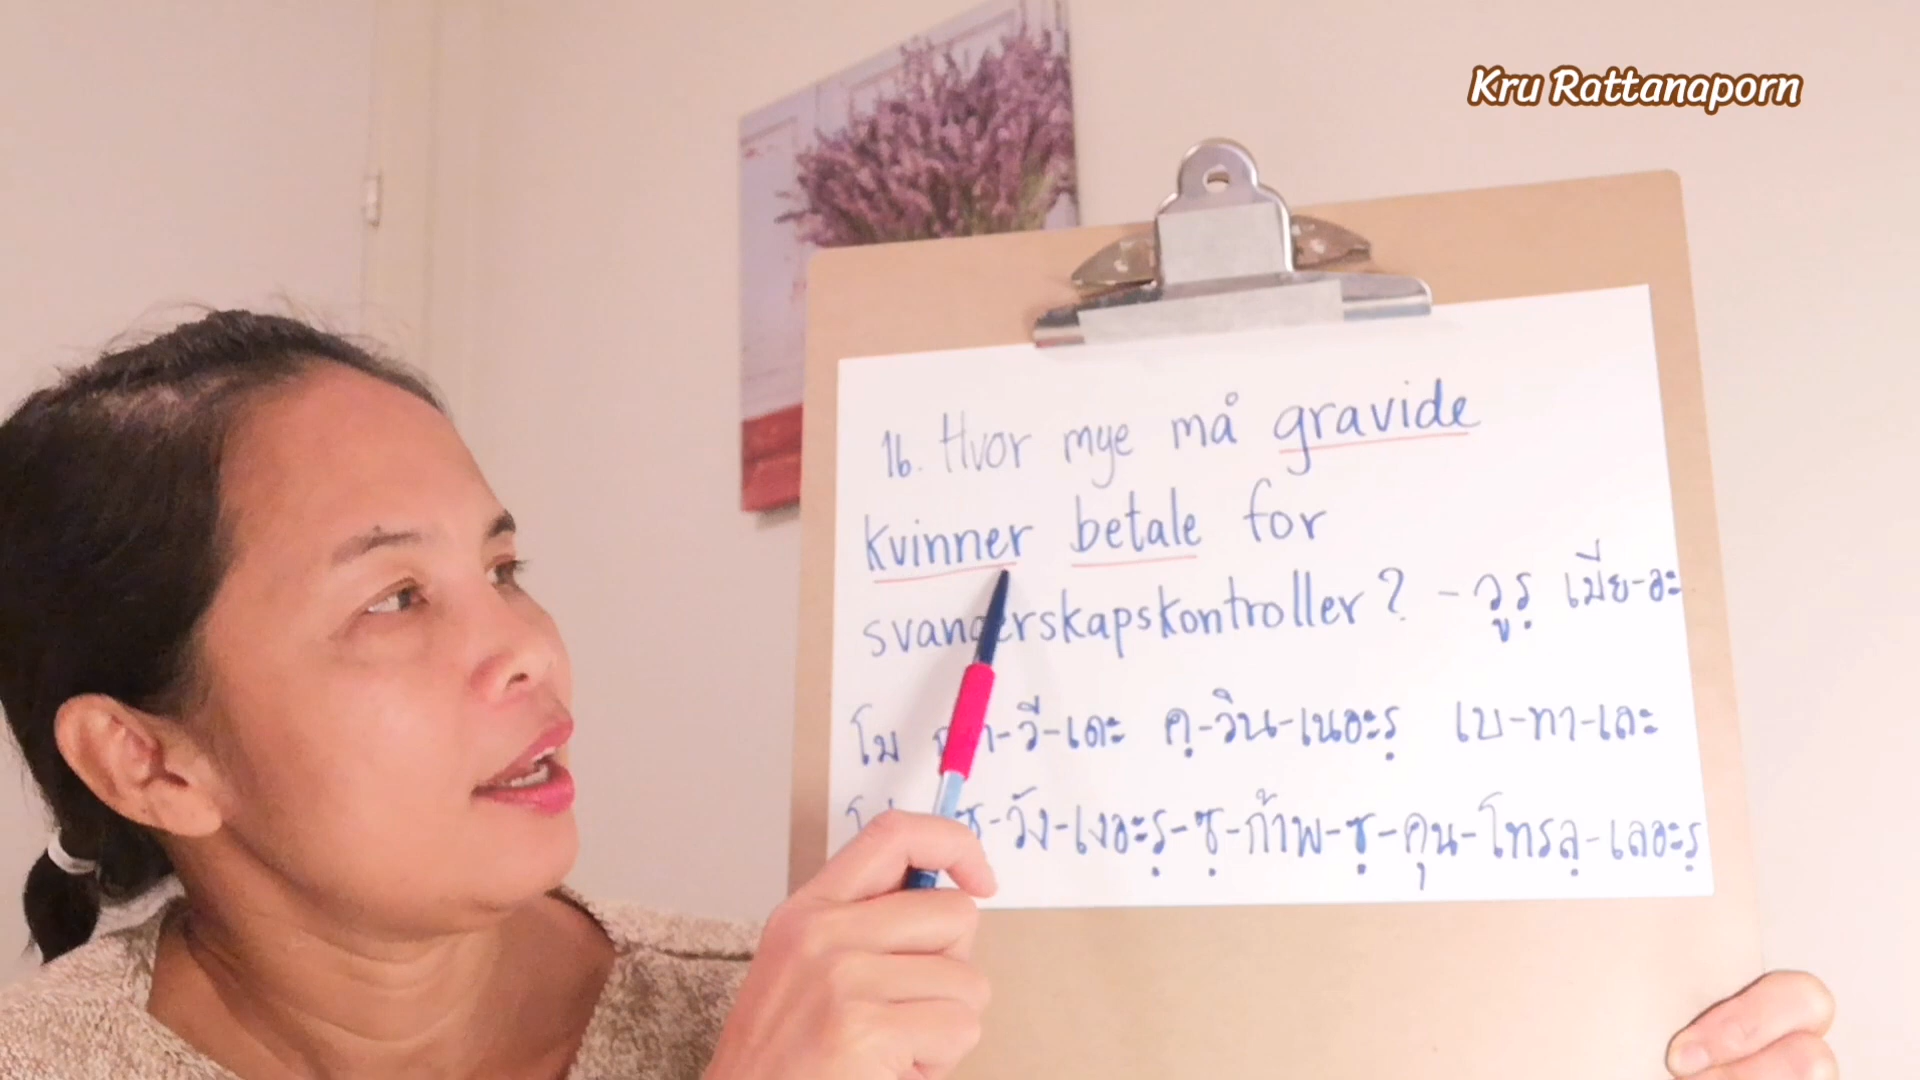 Kru Rattanaporn
16. Hvor mye må gravide
kvinner betale for
svangerskapskontroller? - วูรฺ เมีย-อะ
โม วี-เดะ คฺ-วิน-เนอะรฺ เบ-ทา-เละ
วัง-เงอะรฺ-ซฺ-ก้าพ-ซฺ-คุน-โทรลฺ-เลอะรฺ